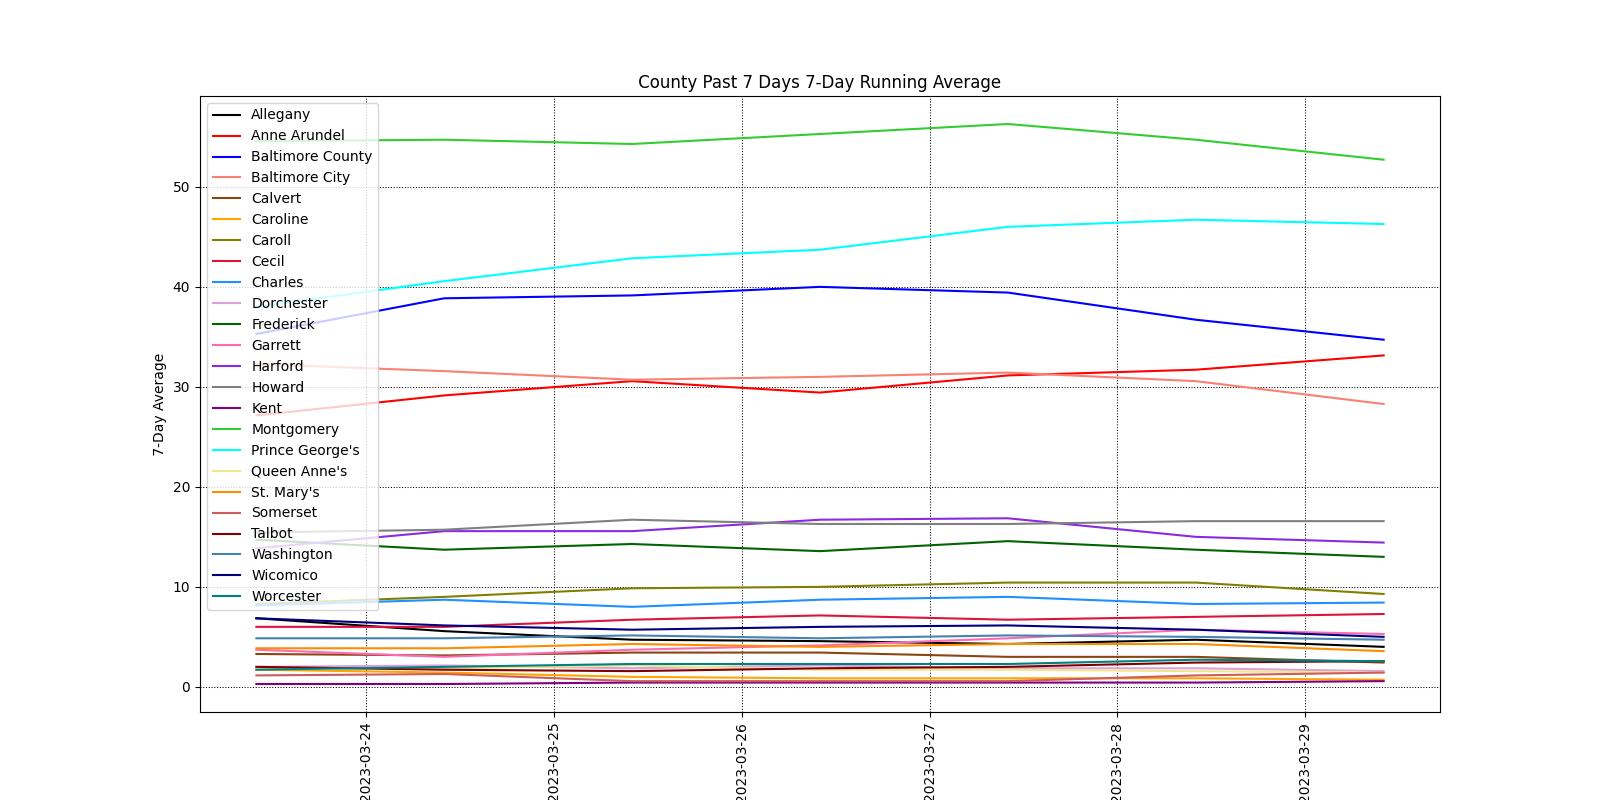 County Past 7 Days 7-Day Running Average
Allegany
Anne Arundel
Baltimore County
Baltimore City
Calvert
Caroline
Caroll
Cecil
Charles
Dorchester
Frederick
Garrett
Harford
Howard
Kent
Montgomery
Prince George's
Queen Anne's
St. Mary's
Somerset
Talbot
Washington
Wicomico
Worcester
7-Day Average
50
40
30
20
10
0
2023-03-24
2023-03-25
2023-03-26
2023-03-27
2023-03-28
2023-03-29